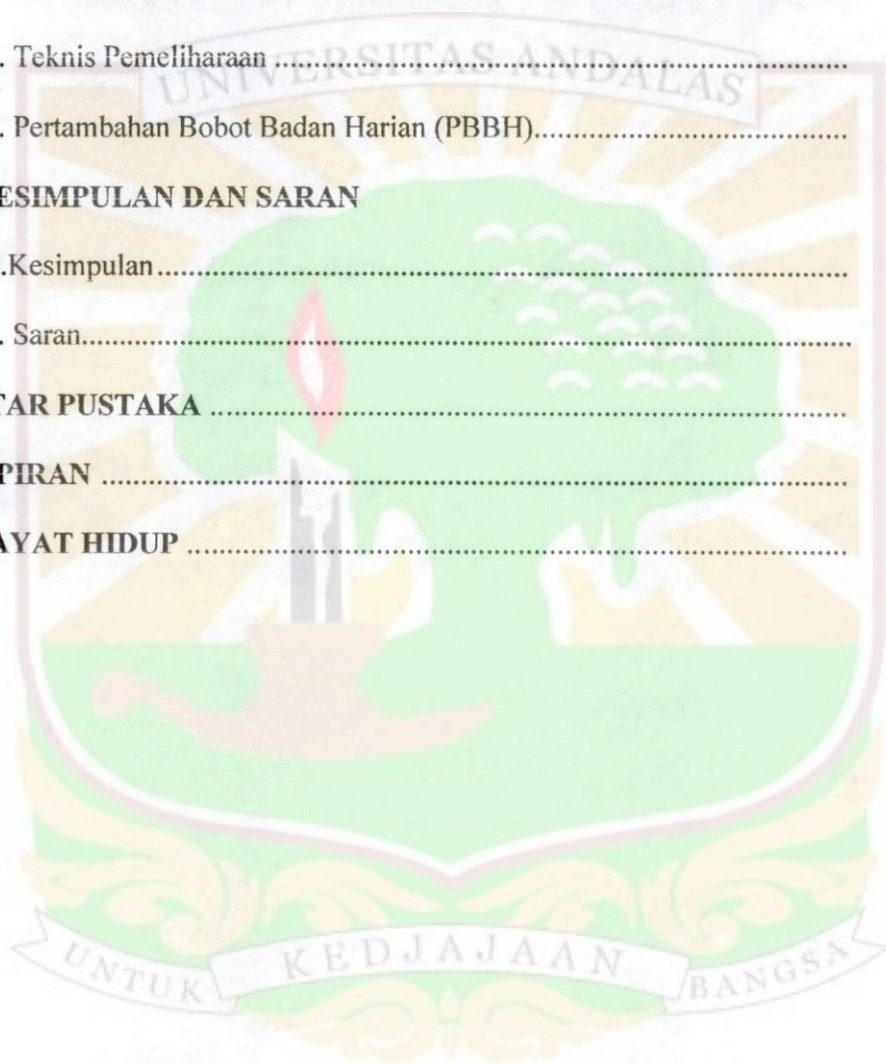 . Teknis Pemeliharaan ................................................................................
UNIVERSITAS ANDALAS
. Pertambahan Bobot Badan Harian (PBBH)............................................
ESIMPULAN DAN SARAN
.Kesimpulan................................................................................................
. Saran...........................................................................................................
TAR PUSTAKA ........................................................................................
PIRAN ........................................................................................................
AYAT HIDUP ............................................................................................
UNTUK KEDJAJAAN BANGSA